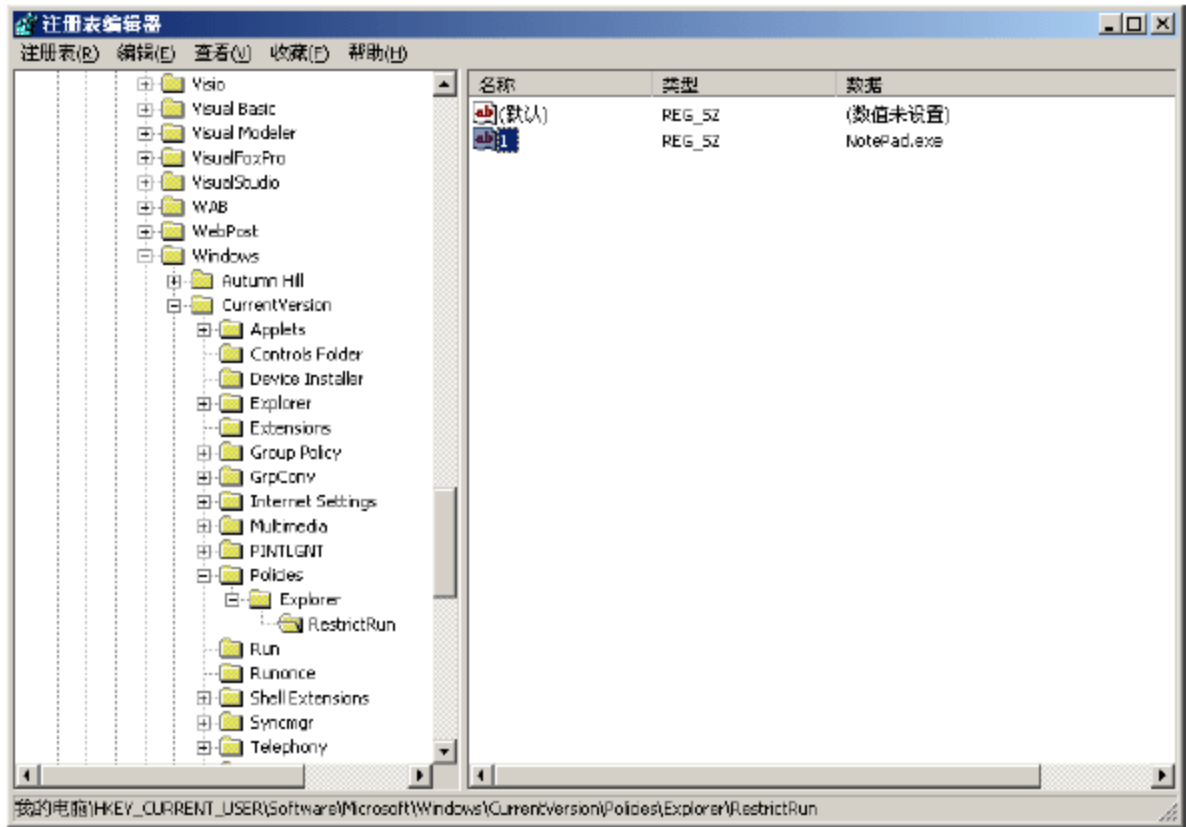 注册表编辑器
注册表(R) 编辑(E) 查看(V) 收藏(F) 帮助(H)
Visio
Visual Basic
Visual Modeler
VisualFoxPro
VisualStudio
WAB
WebPost
Windows
Autumn Hill
CurrentVersion
Applets
Controls Folder
Device Installer
Explorer
Extensions
Group Policy
GrpConv
Internet Settings
Multimedia
PINTLGNT
Policies
Explorer
RestrictRun
Run
Runonce
Shell Extensions
Syncmgr
Telephony
名称 类型 数据
ab (默认) REG_SZ (数值未设置)
ab 1 REG_SZ NotePad.exe
我的电脑\HKEY_CURRENT_USER\Software\Microsoft\Windows\CurrentVersion\Policies\Explorer\RestrictRun